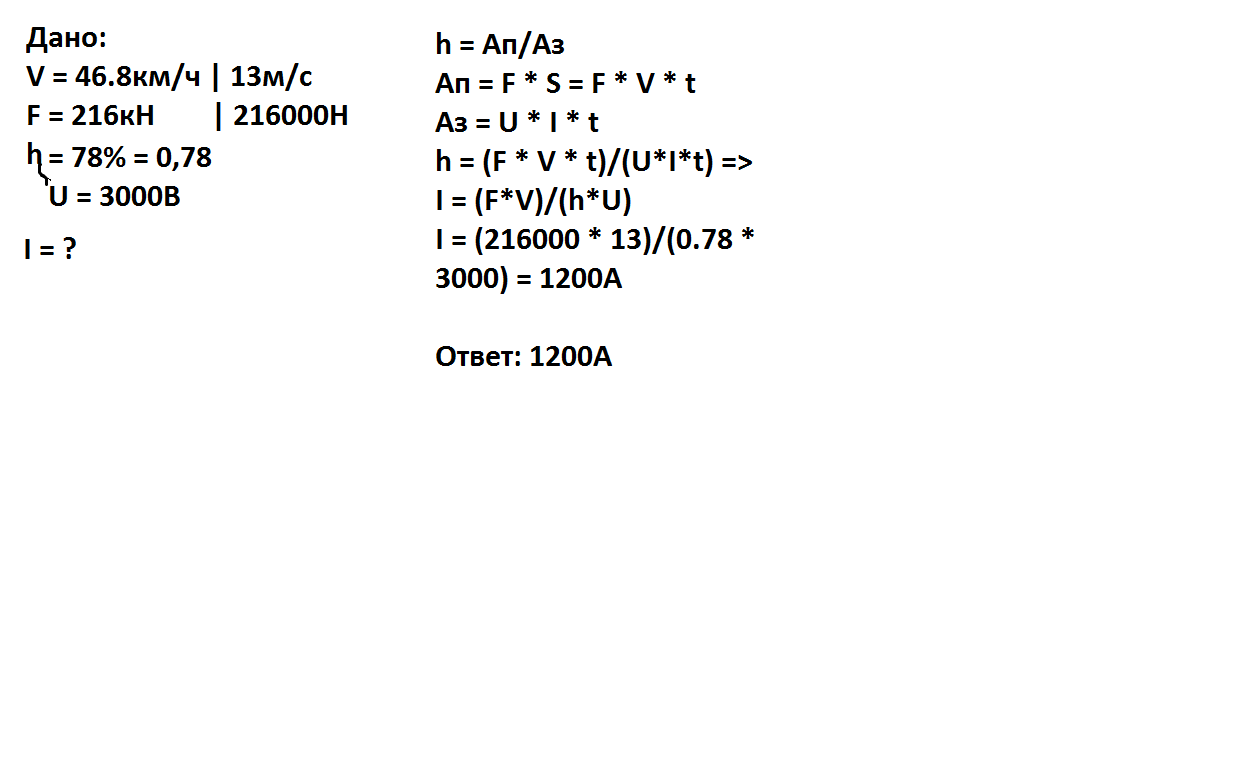 Дано:
V = 46.8км/ч | 13м/с
F = 216кН | 216000Н
h = 78% = 0,78
U = 3000В
I = ?
h = Ап/Аз
Ап = F * S = F * V * t
Аз = U * I * t
h = (F * V * t)/(U*I*t) =>
I = (F*V)/(h*U)
I = (216000 * 13)/(0.78 *
3000) = 1200А
Ответ: 1200А